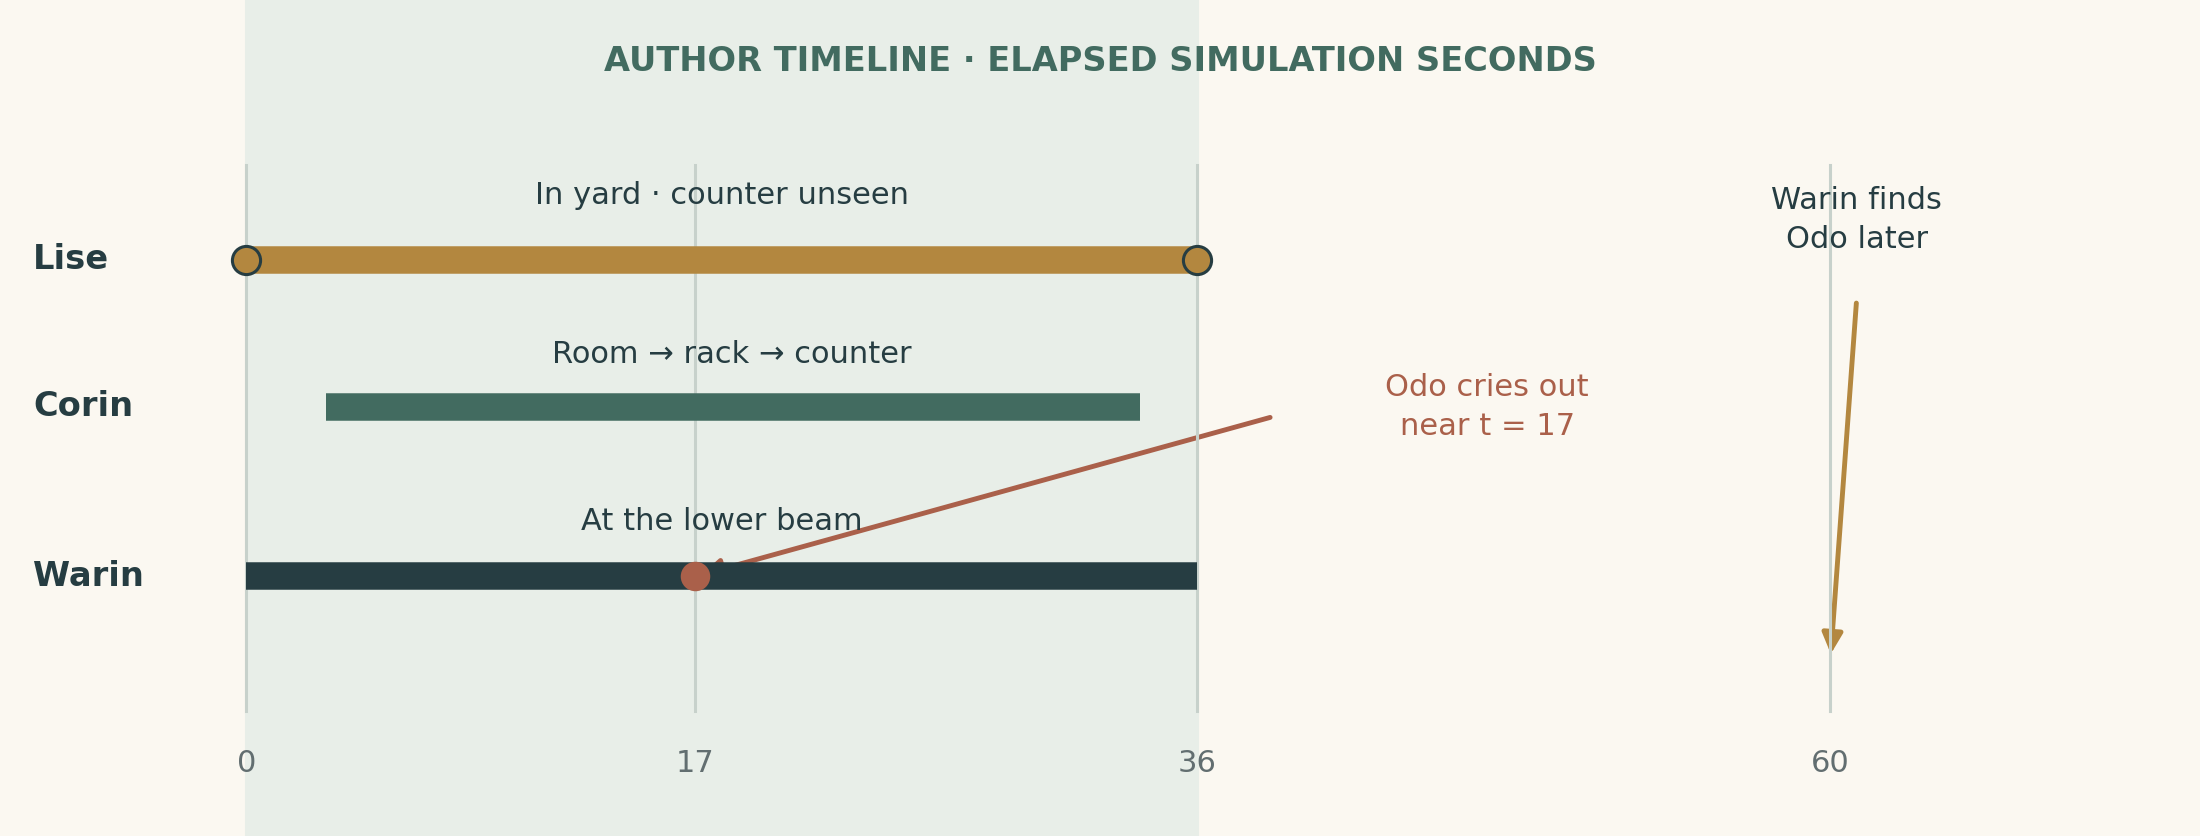 AUTHOR TIMELINE · ELAPSED SIMULATION SECONDS
In yard · counter unseen
Warin finds
Odo later
Lise
Room → rack → counter
Odo cries out
near t = 17
Corin
At the lower beam
Warin
0
17
36
60